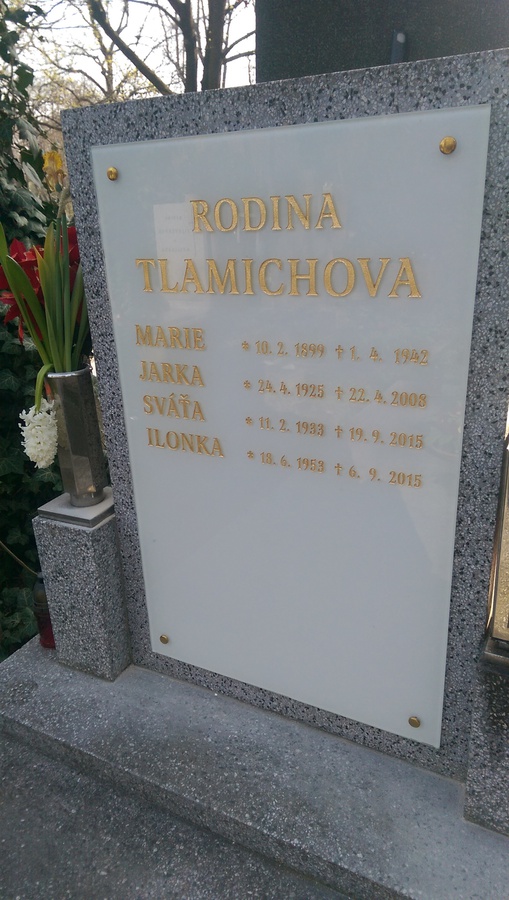 RODINA
TLAMICHOVA
MARIE * 10. 2. 1899 † 1. 4. 1942
JARKA * 24. 4. 1925 † 22. 4. 2008
SVÁŤA * 11. 2. 1933 † 19. 9. 2015
ILONKA * 18. 6. 1953 † 6. 9. 2015